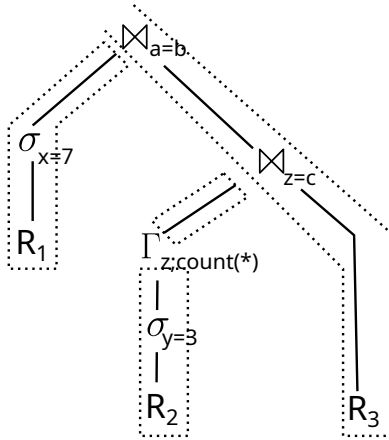 ⋈a=b
σx=7
⋈z=c
R1
Γz;count(*)
σy=3
R2
R3